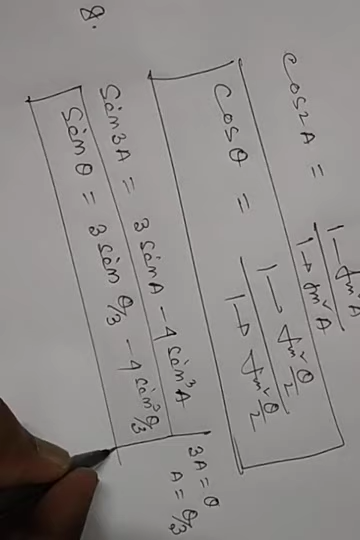 cos2A = (1 - tan²A)/(1 + tan²A)
cosθ = (1 - tan²θ/2)/(1 + tan²θ/2)
8.
sin3A = 3 sinA - 4 sin³A
3A = θ
A = θ/3
sinθ = 3 sin θ/3 - 4 sin³θ/3